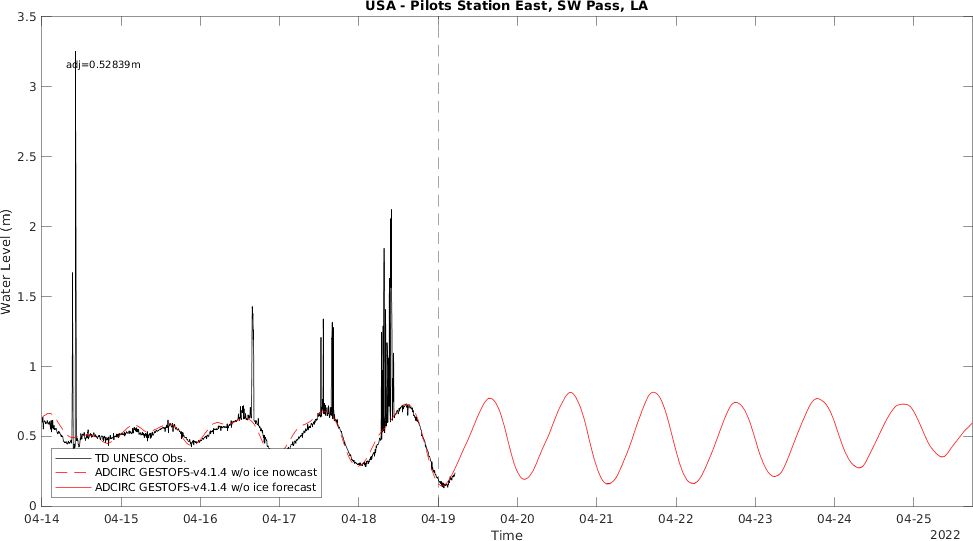 USA - Pilots Station East, SW Pass, LA
3.5
adj=0.52839m
3
2.5
2
1.5
1
0.5
0
Water Level (m)
TD UNESCO Obs.
ADCIRC GESTOFS-v4.1.4 w/o ice nowcast
ADCIRC GESTOFS-v4.1.4 w/o ice forecast
04-14 04-15 04-16 04-17 04-18 04-19 04-20 04-21 04-22 04-23 04-24 04-25
Time
2022